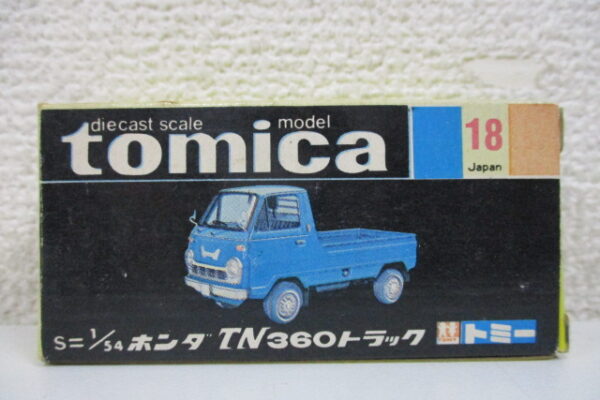 diecast scale model
tomica
18
Japan
S=1/54 ホンダ TN360トラック
トミー